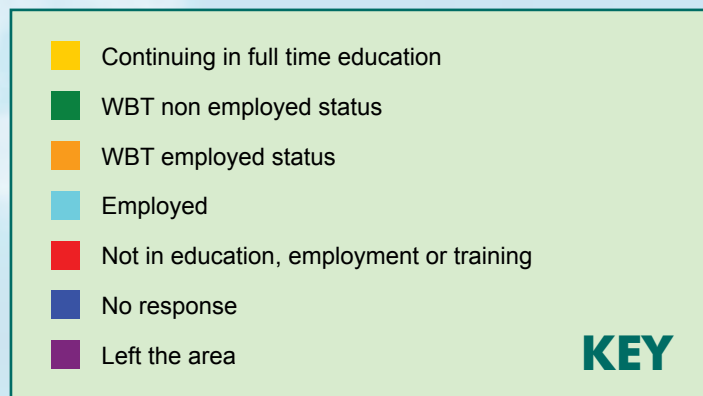 Continuing in full time education
WBT non employed status
WBT employed status
Employed
Not in education, employment or training
No response
Left the area
KEY